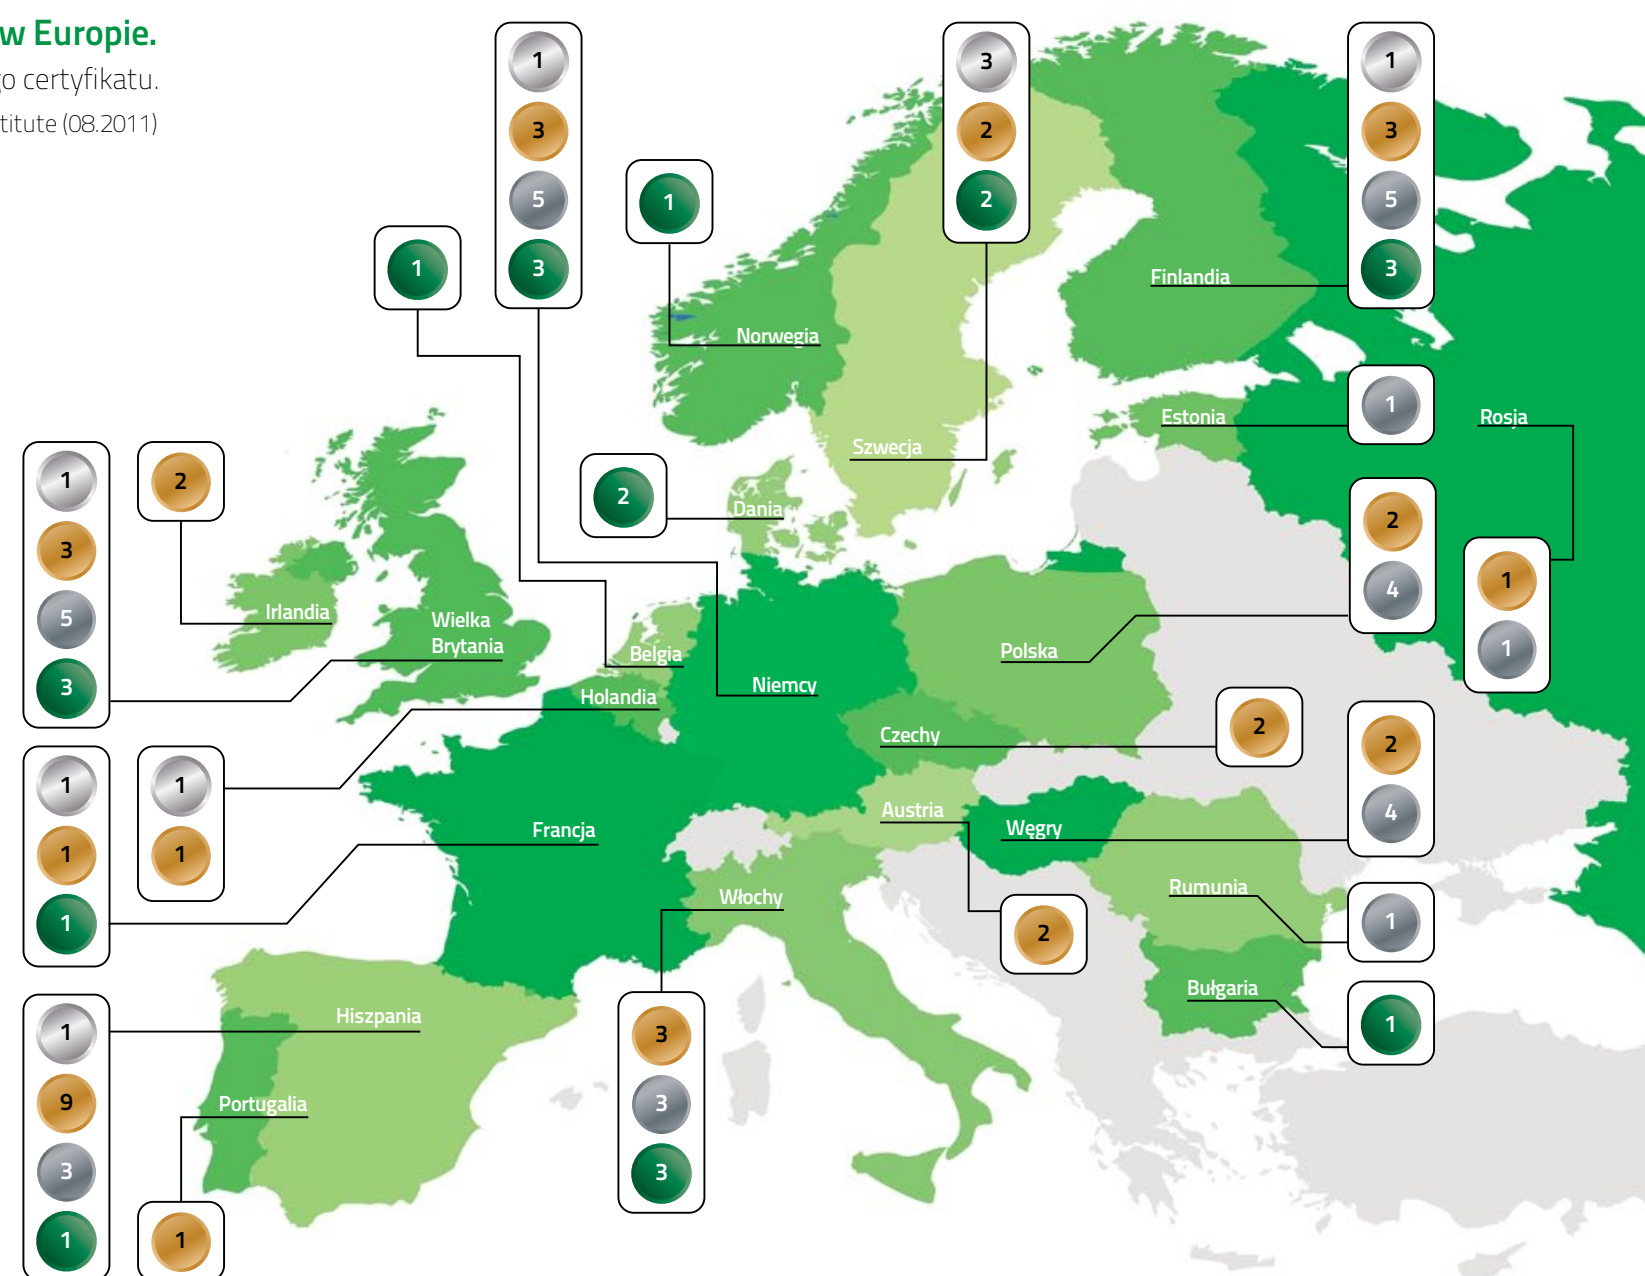 w Europie.
go certyfikatu.
titute (08.2011)
1
3
5
3
3
2
2
1
3
5
3
1
1
Finlandia
Norwegia
1
Estonia
Rosja
Szwecja
1
3
5
3
2
2
Dania
2
4
1
1
Irlandia
Wielka
Brytania
Belgia
Polska
Niemcy
Holandia
Czechy
2
2
4
1
1
1
1
1
Austria
Węgry
Francja
Włochy
Rumunia
1
2
Bułgaria
1
Hiszpania
1
9
3
1
Portugalia
1
3
3
3